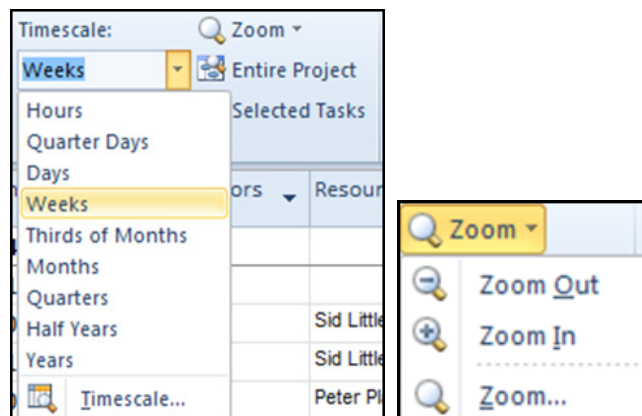 Timescale:
Zoom
Weeks
Entire Project
Selected Tasks
Hours
Quarter Days
Days
Weeks
Thirds of Months
Months
Quarters
Half Years
Years
Timescale...
ors
Resour
Sid Little
Sid Little
Peter Pl
Zoom
Zoom Out
Zoom In
Zoom...